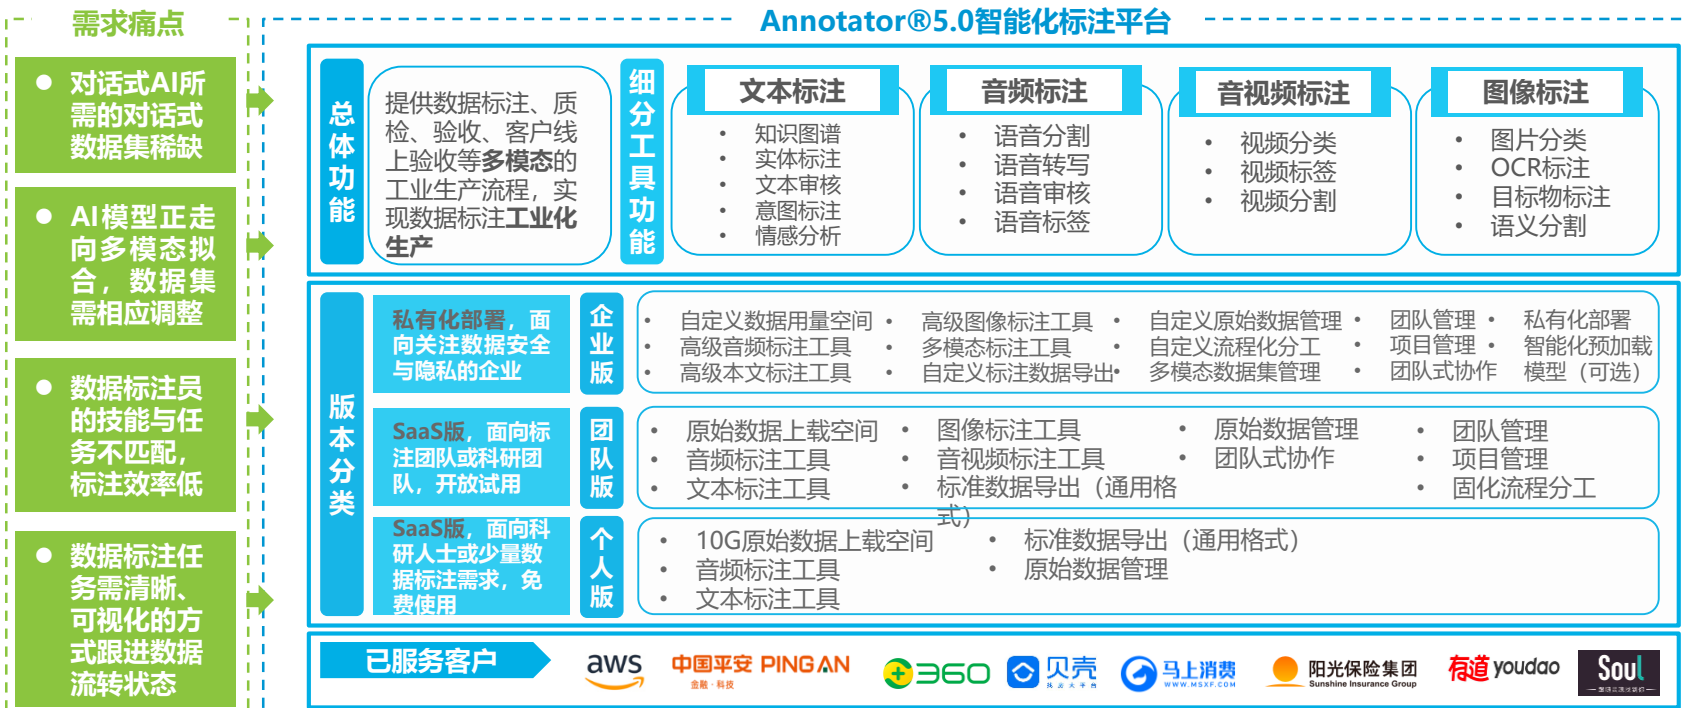 需求痛点
对话式AI所
需的对话式
数据集稀缺
AI模型正走
向多模态拟
合，数据集
需相应调整
数据标注员
的技能与任
务不匹配，
标注效率低
数据标注任
务需清晰、
可视化的方
式跟进数据
流转状态
Annotator®5.0智能化标注平台
总体功能
提供数据标注、质
检、验收、客户线
上验收等多模态的
工业生产流程，实
现数据标注工业化
生产
细分工具功能
文本标注
知识图谱
实体标注
文本审核
意图标注
情感分析
音频标注
语音分割
语音转写
语音审核
语音标签
音视频标注
视频分类
视频标签
视频分割
图像标注
图片分类
OCR标注
目标物标注
语义分割
版本分类
私有化部署，面
向关注数据安全
与隐私的企业
企业版
自定义数据用量空间
高级音频标注工具
高级本文标注工具
高级图像标注工具
多模态标注工具
自定义标注数据导出
自定义原始数据管理
自定义流程化分工
多模态数据集管理
团队管理
项目管理
团队式协作
私有化部署
智能化预加载
模型（可选）
SaaS版，面向标
注团队或科研团
队，开放试用
团队版
原始数据上载空间
音频标注工具
文本标注工具
图像标注工具
音视频标注工具
标准数据导出（通用格
式）
原始数据管理
团队式协作
团队管理
项目管理
固化流程分工
SaaS版，面向科
研人士或少量数
据标注需求，免
费使用
个人版
10G原始数据上载空间
音频标注工具
文本标注工具
标准数据导出（通用格式）
原始数据管理
已服务客户
aws
中国平安 PING AN
金融·科技
360
贝壳
找房大平台
马上消费
WWW.MSXF.COM
阳光保险集团
Sunshine Insurance Group
有道 youdao
Soul